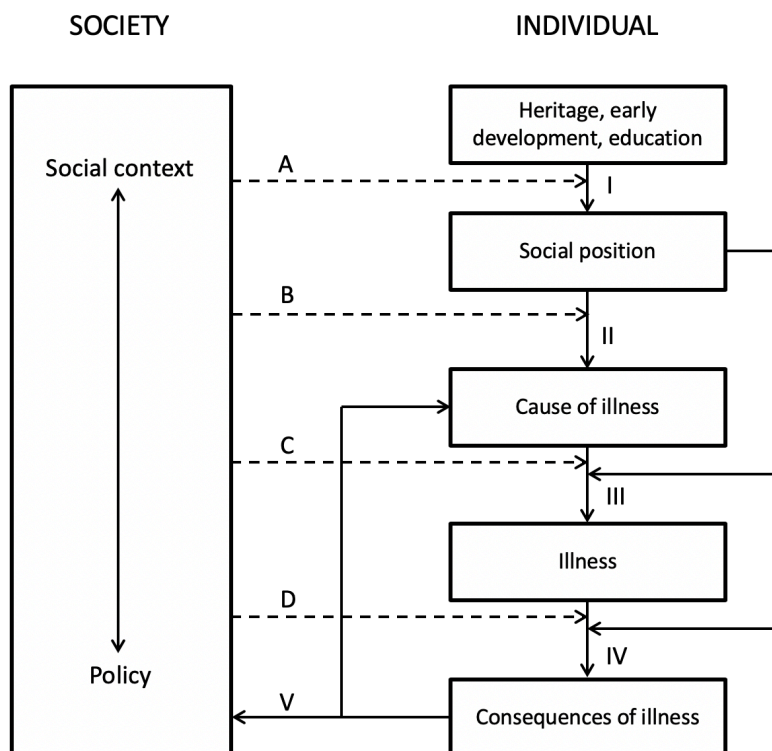 SOCIETY
INDIVIDUAL
Heritage, early
development, education
Social context
A
I
Social position
B
II
Cause of illness
C
III
Illness
D
IV
Policy
V
Consequences of illness